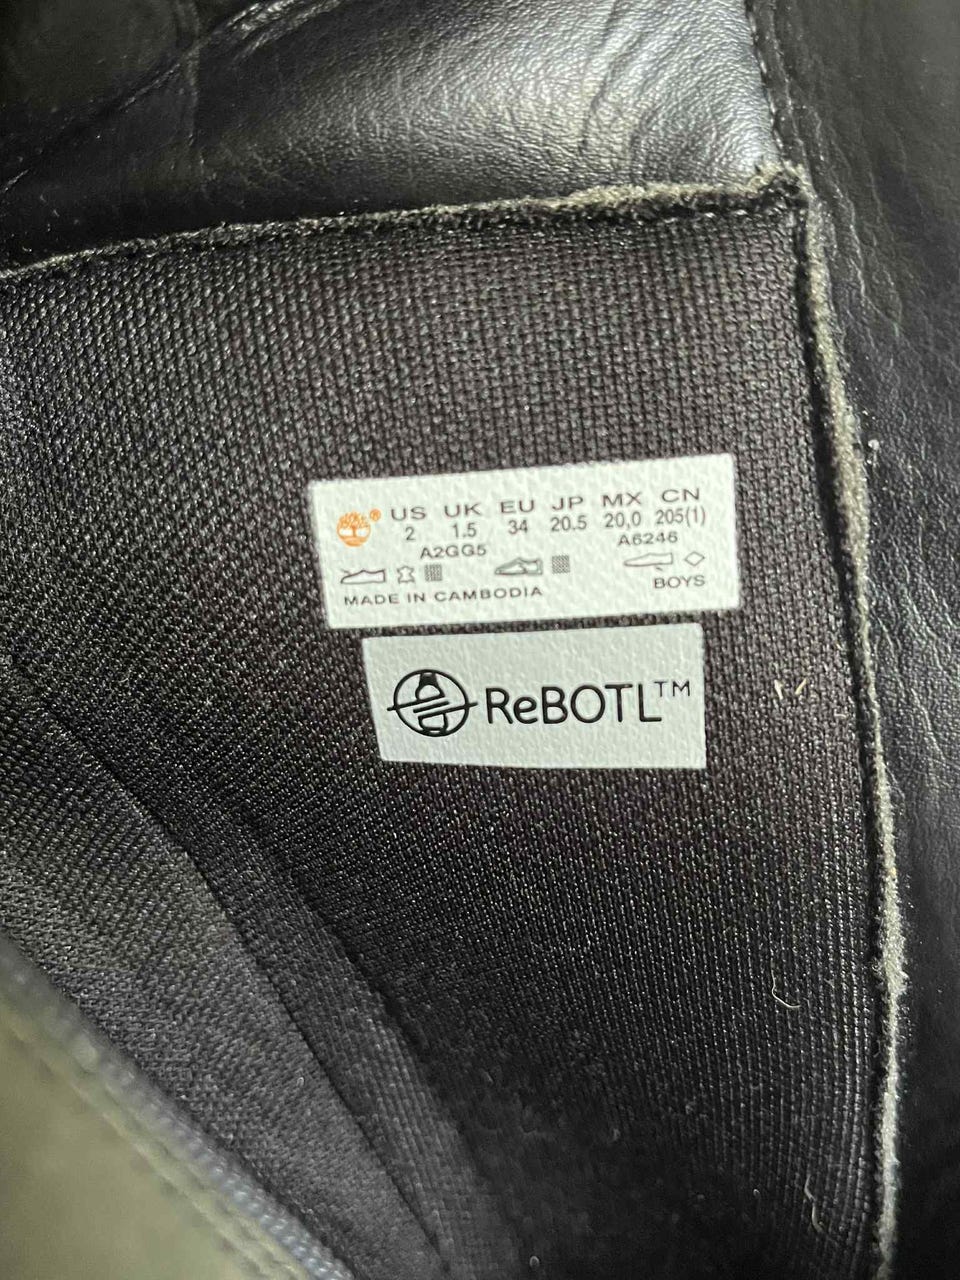 ® US UK EU JP MX CN
2 1.5 34 20.5 20,0 205(1)
A2GG5 A6246
BOYS
MADE IN CAMBODIA
ReBOTL™